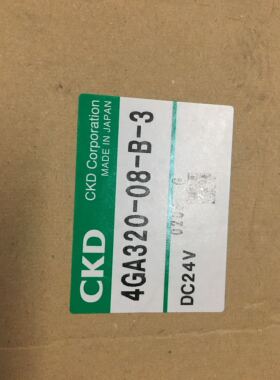 CKD
CKD Corporation
MADE IN JAPAN
4GA320-08-B-3
DC24V